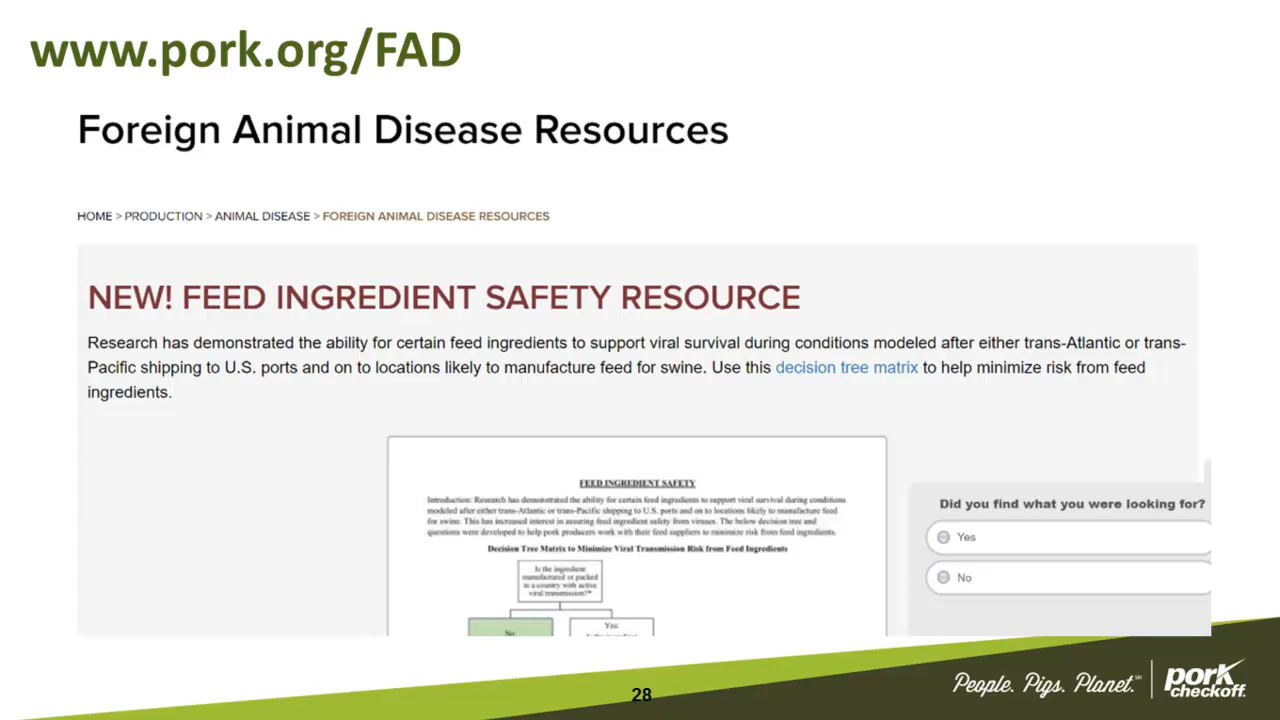 www.pork.org/FAD
Foreign Animal Disease Resources
HOME > PRODUCTION > ANIMAL DISEASE > FOREIGN ANIMAL DISEASE RESOURCES
NEW! FEED INGREDIENT SAFETY RESOURCE
Research has demonstrated the ability for certain feed ingredients to support viral survival during conditions modeled after either trans-Atlantic or trans-
Pacific shipping to U.S. ports and on to locations likely to manufacture feed for swine. Use this decision tree matrix to help minimize risk from feed
ingredients.
FEED INGREDIENT SAFETY
Introduction: Research has demonstrated the ability for certain feed ingredients to support viral survival during conditions
modeled after either trans-Atlantic or trans-Pacific shipping to U.S. ports and on to locations likely to manufacture feed
for swine. This has increased interest in assuring feed ingredient safety from viruses. The below decision tree and
questions were developed to help pork producers work with their feed suppliers to minimize risk from feed ingredients.
Decision Tree Matrix to Minimize Viral Transmission Risk from Feed Ingredients
Is the ingredient
manufactured or packed
in a country with active
viral transmission?*
No:
Yes:
Did you find what you were looking for?
Yes
No
28
People. Pigs. Planet.℠
pork
checkoff.